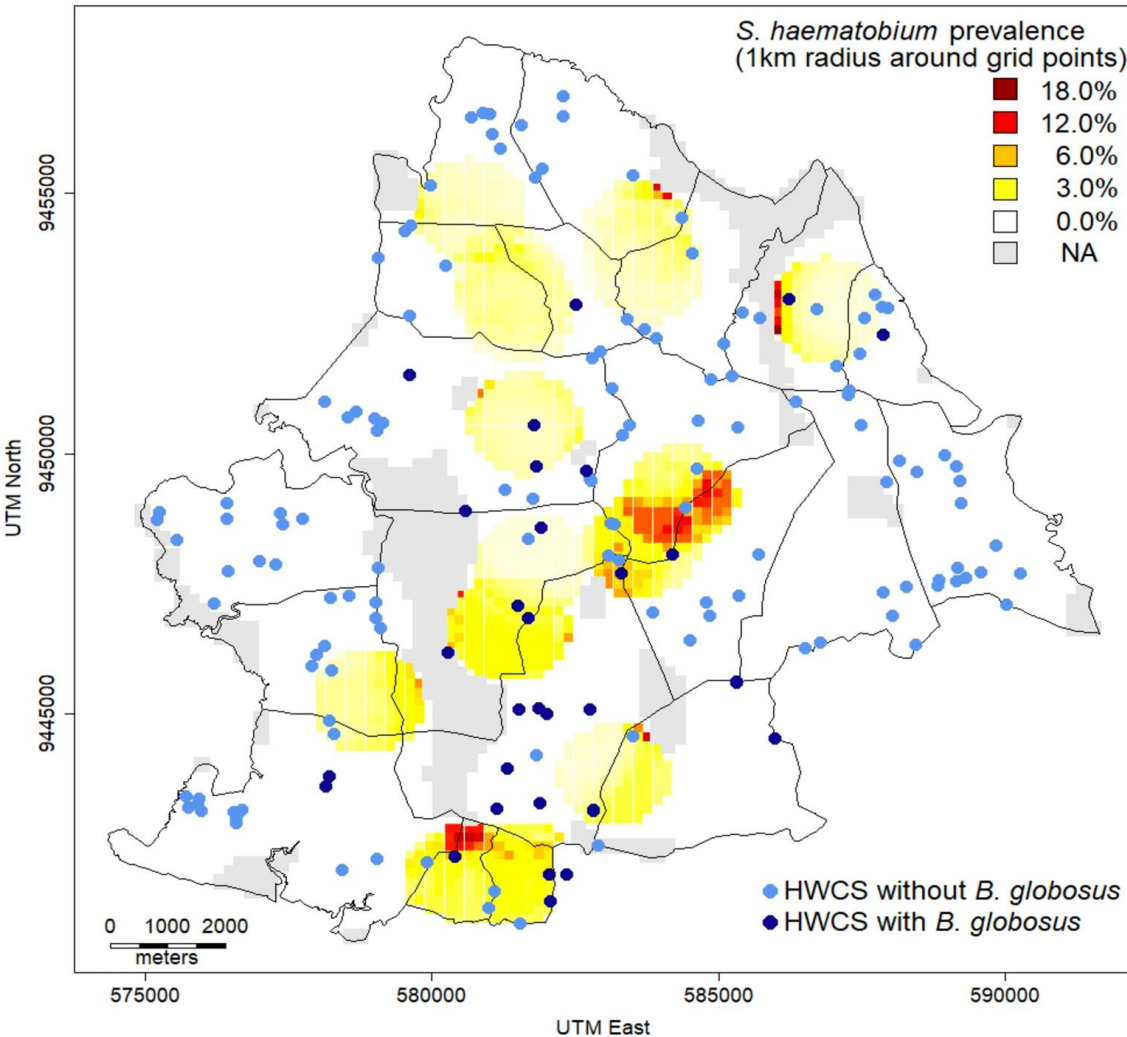 S. haematobium prevalence
(1km radius around grid points)
18.0%
12.0%
6.0%
3.0%
0.0%
NA
9455000
9450000
9445000
UTM North
HWCS without B. globosus
HWCS with B. globosus
0 1000 2000
meters
575000 580000 585000 590000
UTM East